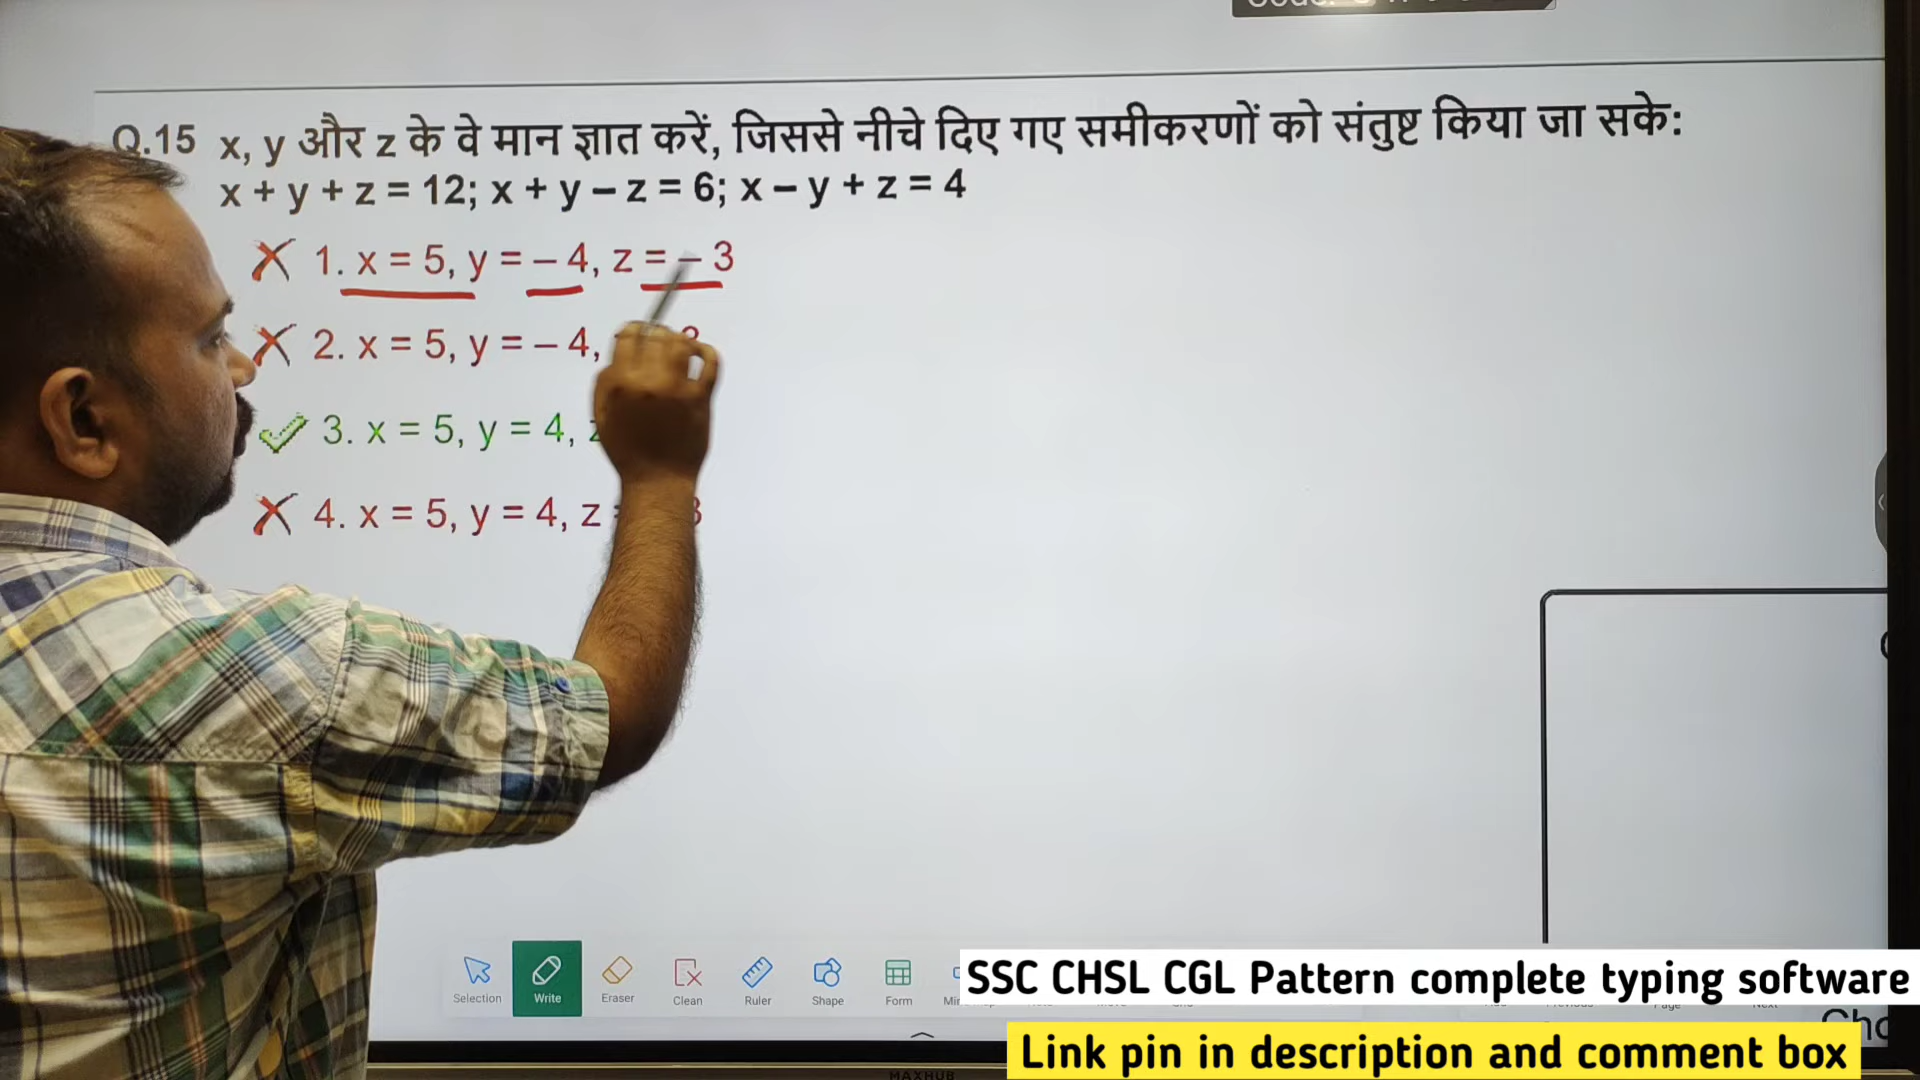 Q.15 x, y और z के वे मान ज्ञात करें, जिससे नीचे दिए गए समीकरणों को संतुष्ट किया जा सके:
x + y + z = 12; x + y – z = 6; x – y + z = 4
1. x = 5, y = – 4, z = – 3
2. x = 5, y = – 4,
3. x = 5, y = 4,
4. x = 5, y = 4, z
Selection Write Eraser Clean Ruler Shape Form
SSC CHSL CGL Pattern complete typing software
Link pin in description and comment box
MAXHUB